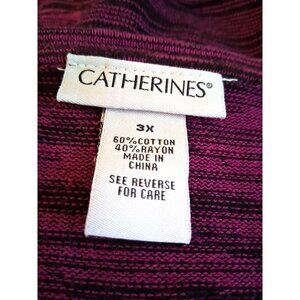 CATHERINES®
3X
60%COTTON
40%RAYON
MADE IN
CHINA
SEE REVERSE
FOR CARE